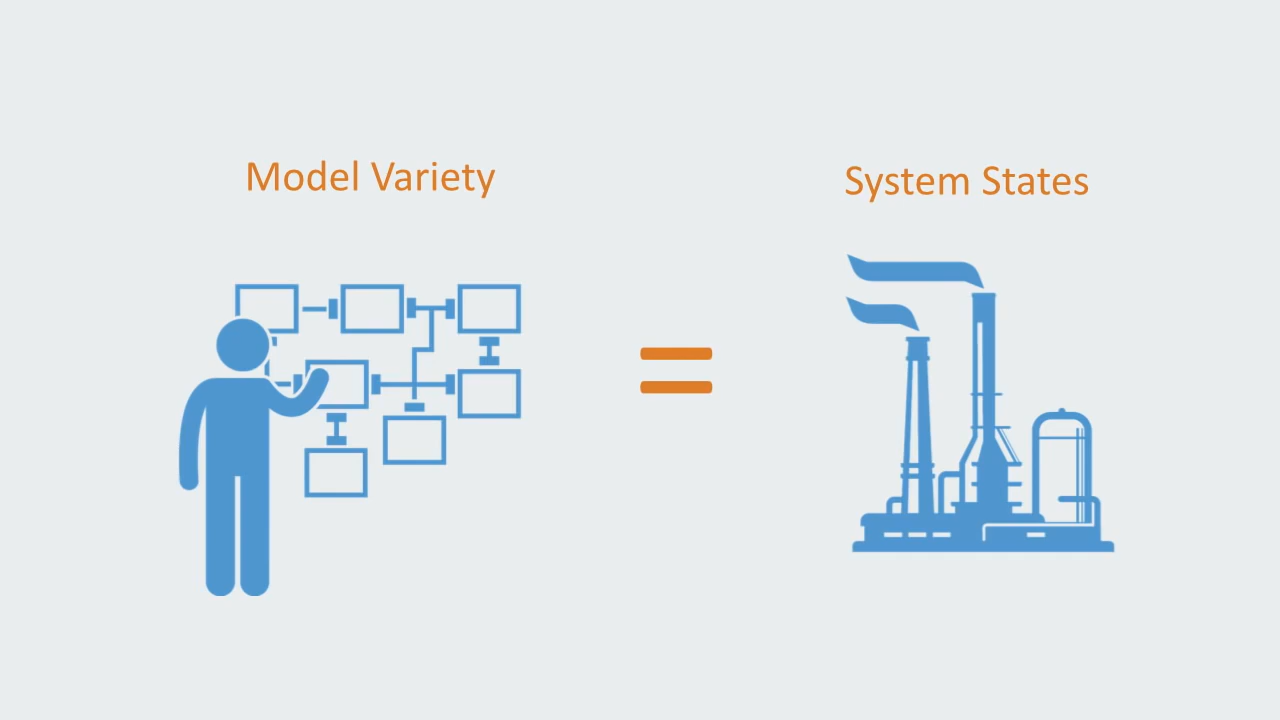 Model Variety
System States
=